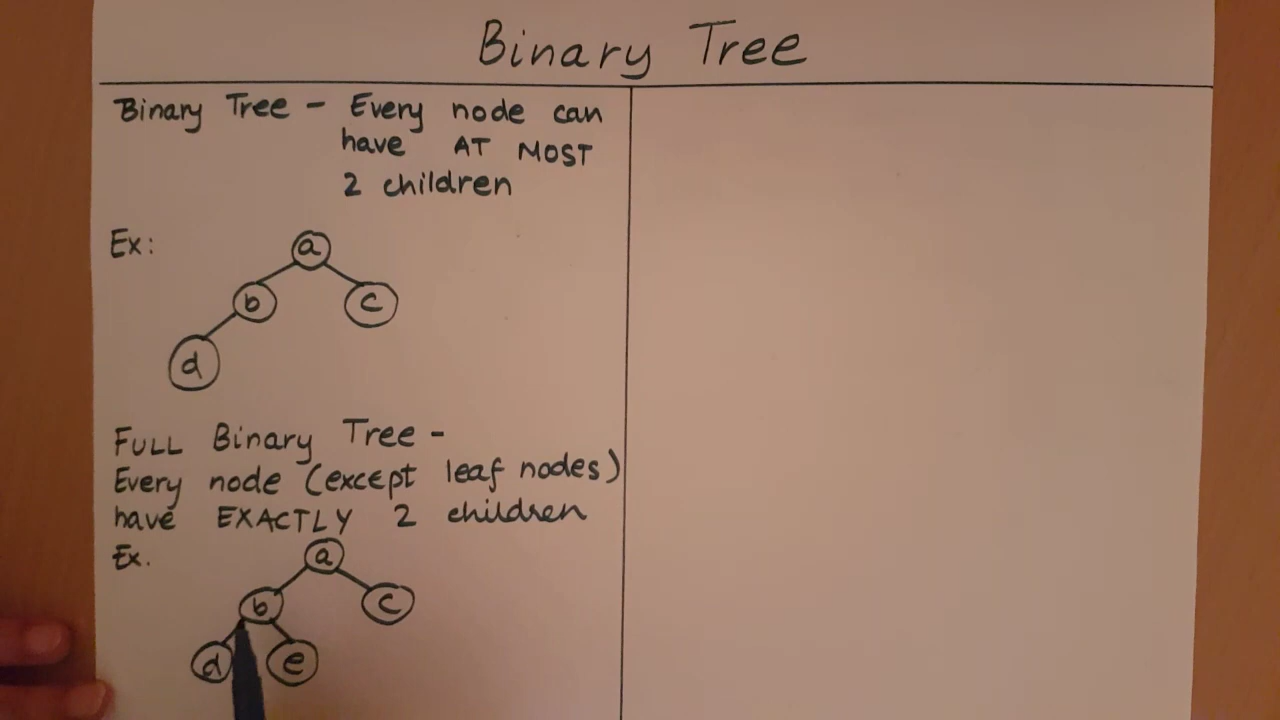 Binary Tree
Binary Tree - Every node can
have AT MOST
2 children
Ex:
a
b c
d
FULL Binary Tree -
Every node (except leaf nodes)
have EXACTLY 2 children
Ex.
a
b c
d e